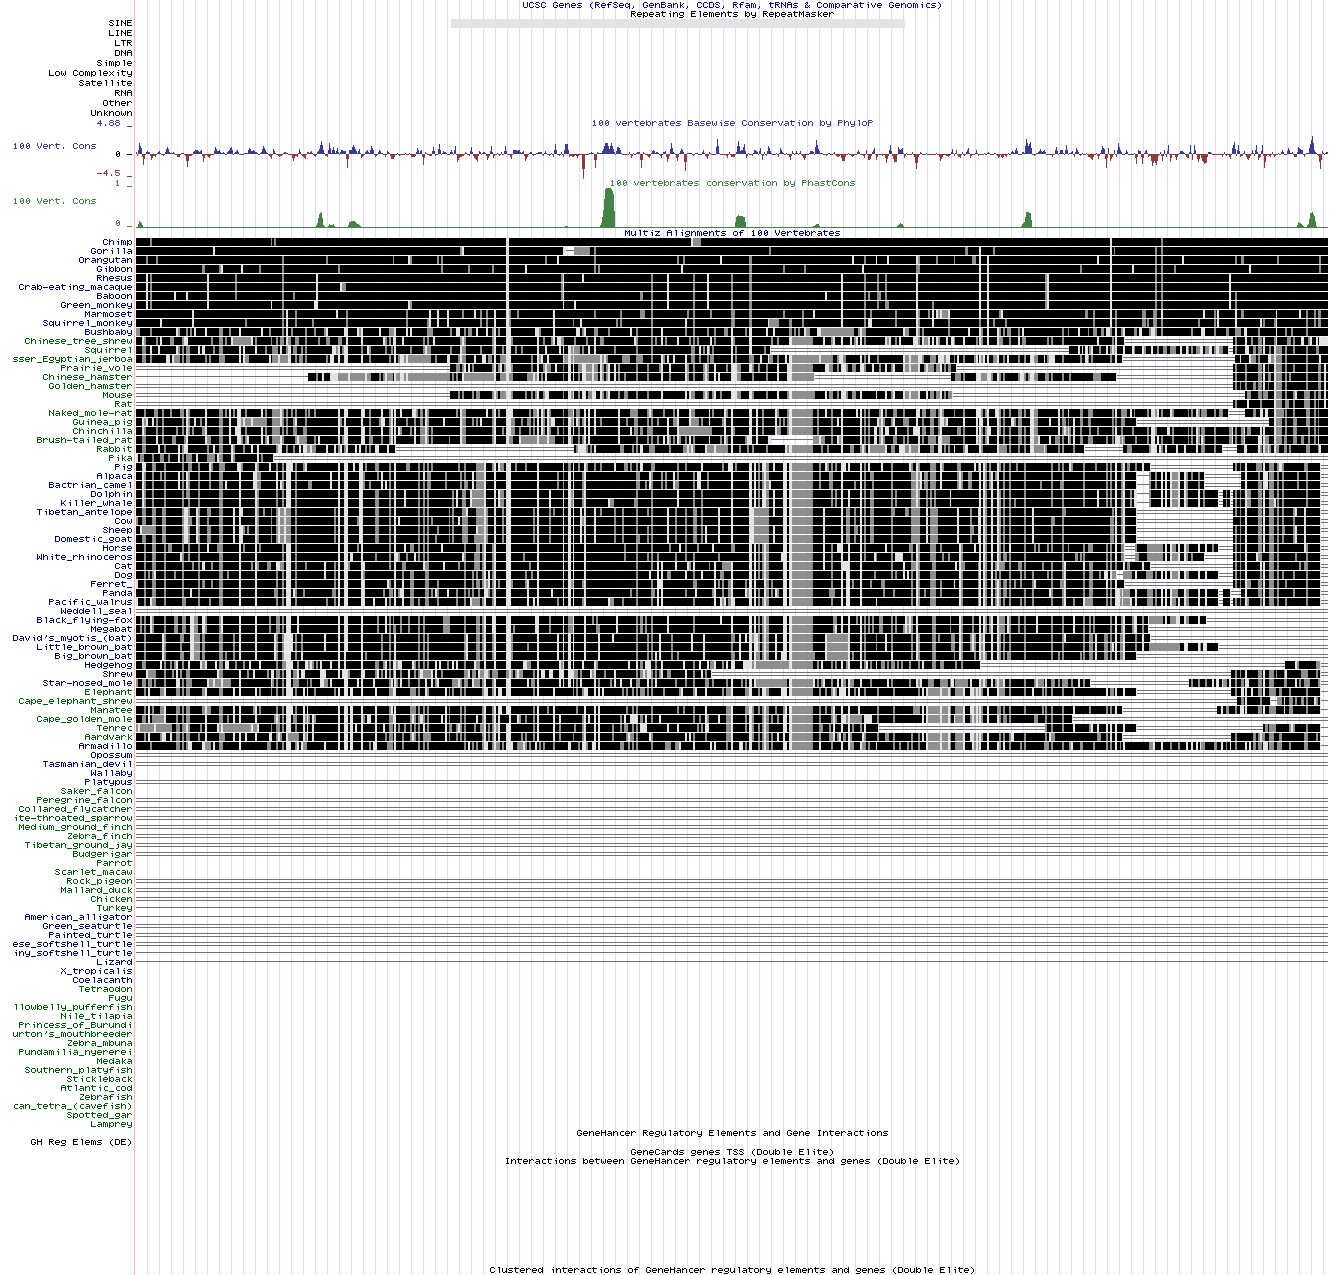 UCSC Genes (RefSeq, GenBank, CCDS, Rfam, tRNAs & Comparative Genomics)
Repeating Elements by RepeatMasker
SINE
LINE
LTR
DNA
Simple
Low Complexity
Satellite
RNA
Other
Unknown
4.88 _
100 vertebrates Basewise Conservation by PhyloP
100 Vert. Cons
0 _
-4.5 _
1 _
100 vertebrates conservation by PhastCons
100 Vert. Cons
0 _
Multiz Alignments of 100 Vertebrates
Chimp
Gorilla
Orangutan
Gibbon
Rhesus
Crab-eating_macaque
Baboon
Green_monkey
Marmoset
Squirrel_monkey
Bushbaby
Chinese_tree_shrew
Squirrel
sser_Egyptian_jerboa
Prairie_vole
Chinese_hamster
Golden_hamster
Mouse
Rat
Naked_mole-rat
Guinea_pig
Chinchilla
Brush-tailed_rat
Rabbit
Pika
Pig
Alpaca
Bactrian_camel
Dolphin
Killer_whale
Tibetan_antelope
Cow
Sheep
Domestic_goat
Horse
White_rhinoceros
Cat
Dog
Ferret_
Panda
Pacific_walrus
Weddell_seal
Black_flying-fox
Megabat
David's_myotis_(bat)
Little_brown_bat
Big_brown_bat
Hedgehog
Shrew
Star-nosed_mole
Elephant
Cape_elephant_shrew
Manatee
Cape_golden_mole
Tenrec
Aardvark
Armadillo
Opossum
Tasmanian_devil
Wallaby
Platypus
Saker_falcon
Peregrine_falcon
Collared_flycatcher
ite-throated_sparrow
Medium_ground_finch
Zebra_finch
Tibetan_ground_jay
Budgerigar
Parrot
Scarlet_macaw
Rock_pigeon
Mallard_duck
Chicken
Turkey
American_alligator
Green_seaturtle
Painted_turtle
ese_softshell_turtle
iny_softshell_turtle
Lizard
X_tropicalis
Coelacanth
Tetraodon
Fugu
llowbelly_pufferfish
Nile_tilapia
Princess_of_Burundi
urton's_mouthbreeder
Zebra_mbuna
Pundamilia_nyererei
Medaka
Southern_platyfish
Stickleback
Atlantic_cod
Zebrafish
can_tetra_(cavefish)
Spotted_gar
Lamprey
GeneHancer Regulatory Elements and Gene Interactions
GH Reg Elems (DE)
GeneCards genes TSS (Double Elite)
Interactions between GeneHancer regulatory elements and genes (Double Elite)
Clustered interactions of GeneHancer regulatory elements and genes (Double Elite)